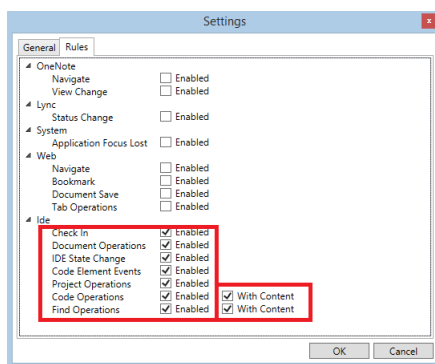 Settings
x
General Rules
OneNote
Navigate Enabled
View Change Enabled
Lync
Status Change Enabled
System
Application Focus Lost Enabled
Web
Navigate Enabled
Bookmark Enabled
Document Save Enabled
Tab Operations Enabled
Ide
Check In Enabled
Document Operations Enabled
IDE State Change Enabled
Code Element Events Enabled
Project Operations Enabled
Code Operations Enabled With Content
Find Operations Enabled With Content
OK Cancel